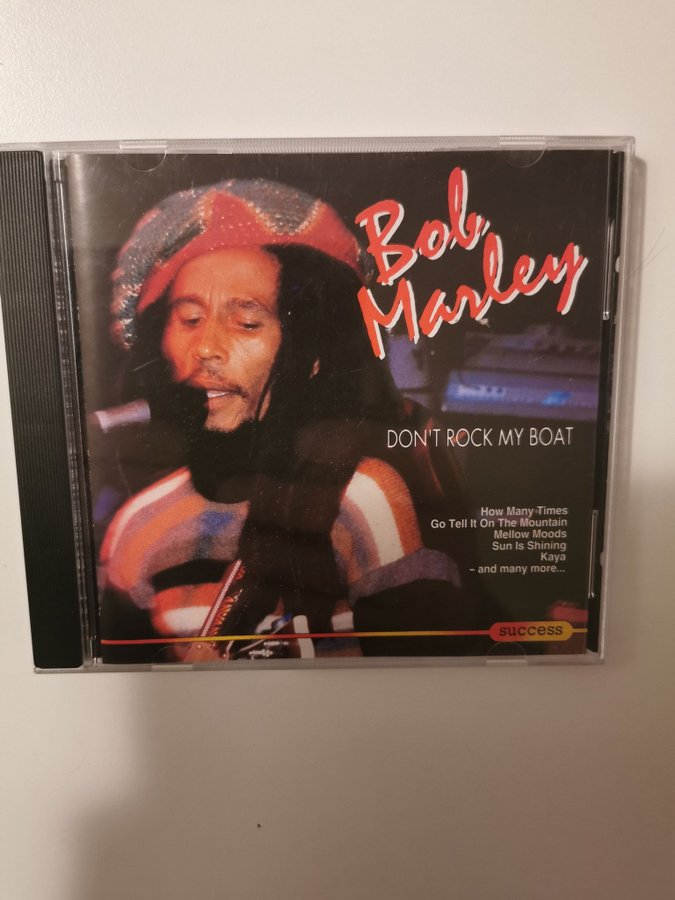 Bob
Marley
DON'T ROCK MY BOAT
How Many Times
Go Tell It On The Mountain
Mellow Moods
Sun Is Shining
Kaya
– and many more...
success